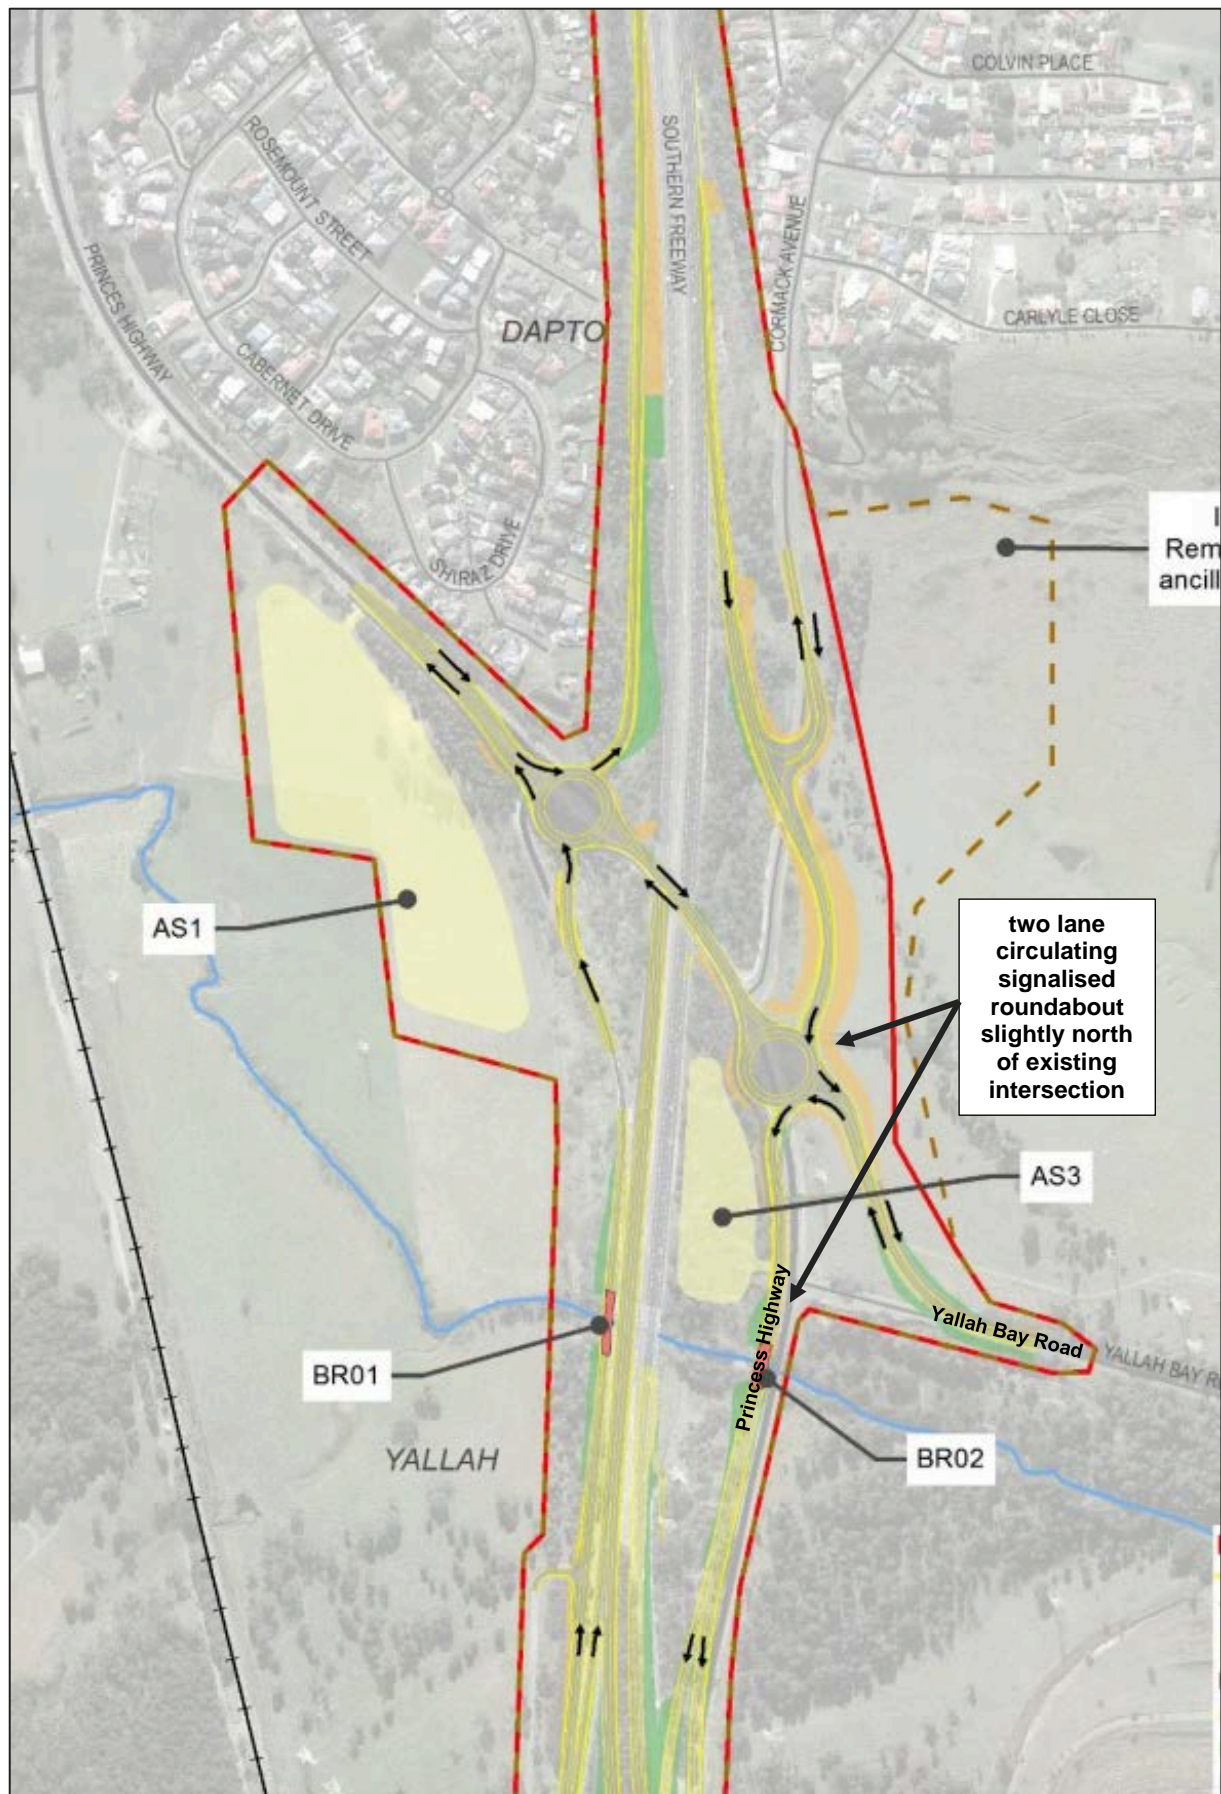 COLVIN PLACE
SOUTHERN FREEWAY
ROSEMOUNT STREET
CORMACK AVENUE
PRINCES HIGHWAY
CARLYLE CLOSE
DAPTO
CABERNET DRIVE
SHIRAZ DRIVE
Rem
ancill
AS1
two lane
circulating
signalised
roundabout
slightly north
of existing
intersection
AS3
Princess Highway
Yallah Bay Road
YALLAH BAY R
BR01
BR02
YALLAH